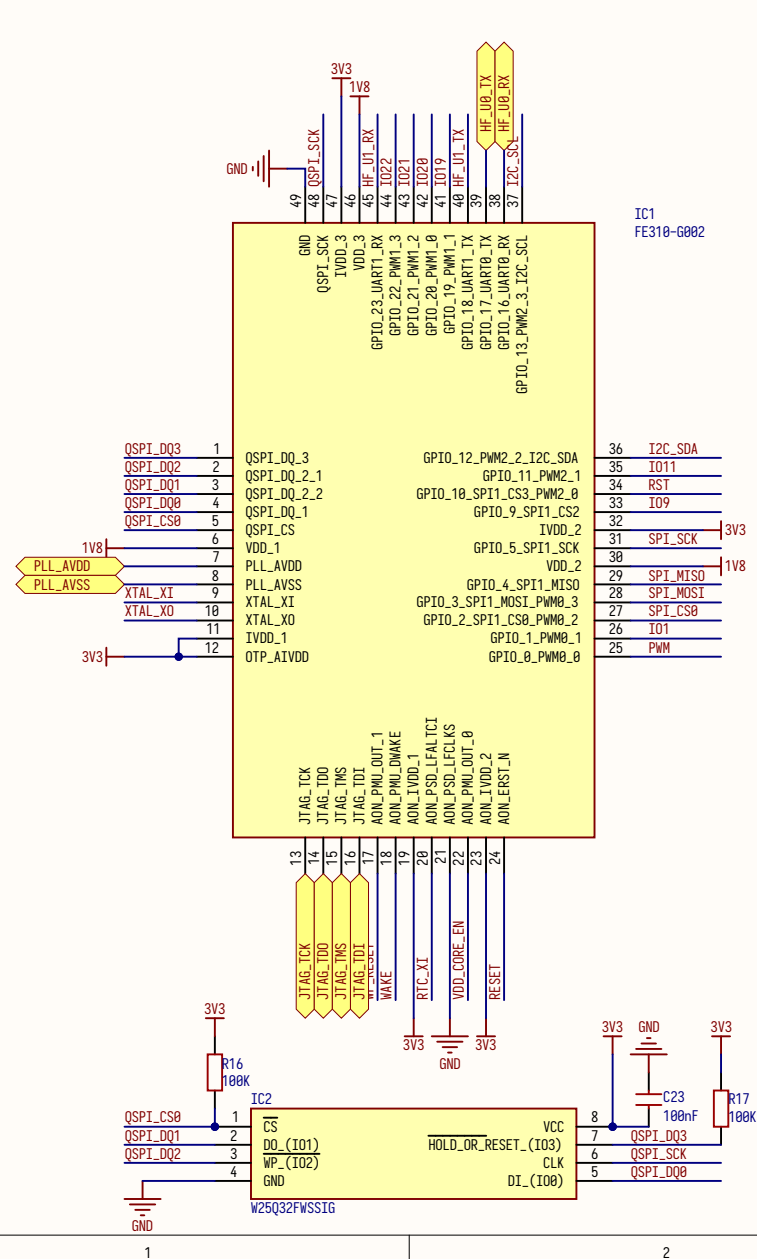 3V3
1V8
GND
QSPI_SCK
HF_U1_RX
IO22
IO21
IO20
IO19
HF_U1_TX
HF_U0_TX
HF_U0_RX
I2C_SCL
49
48
47
46
45
44
43
42
41
40
39
38
37
IC1
FE310-G002
GND
QSPI_SCK
IVDD_3
VDD_3
GPIO_23_UART1_RX
GPIO_22_PWM1_3
GPIO_21_PWM1_2
GPIO_20_PWM1_0
GPIO_19_PWM1_1
GPIO_18_UART1_TX
GPIO_17_UART0_TX
GPIO_16_UART0_RX
GPIO_13_PWM2_3_I2C_SCL
QSPI_DQ3 1 QSPI_DQ_3
QSPI_DQ2 2 QSPI_DQ_2_1
QSPI_DQ1 3 QSPI_DQ_2_2
QSPI_DQ0 4 QSPI_DQ_1
QSPI_CS0 5 QSPI_CS
1V8 6 VDD_1
PLL_AVDD 7 PLL_AVDD
PLL_AVSS 8 PLL_AVSS
XTAL_XI 9 XTAL_XI
XTAL_XO 10 XTAL_XO
11 IVDD_1
3V3 12 OTP_AIVDD
GPIO_12_PWM2_2_I2C_SDA 36 I2C_SDA
GPIO_11_PWM2_1 35 IO11
GPIO_10_SPI1_CS3_PWM2_0 34 RST
GPIO_9_SPI1_CS2 33 IO9
IVDD_2 32 3V3
GPIO_5_SPI1_SCK 31 SPI_SCK
VDD_2 30 1V8
GPIO_4_SPI1_MISO 29 SPI_MISO
GPIO_3_SPI1_MOSI_PWM0_3 28 SPI_MOSI
GPIO_2_SPI1_CS0_PWM0_2 27 SPI_CS0
GPIO_1_PWM0_1 26 IO1
GPIO_0_PWM0_0 25 PWM
JTAG_TCK
JTAG_TDO
JTAG_TMS
JTAG_TDI
AON_PMU_OUT_1
AON_PMU_DWAKE
AON_IVDD_1
AON_PSD_LFALTCI
AON_PSD_LFCLKS
AON_PMU_OUT_0
AON_IVDD_2
AON_ERST_N
13
14
15
16
17
18
19
20
21
22
23
24
JTAG_TCK
JTAG_TDO
JTAG_TMS
JTAG_TDI
WAKE
RTC_XI
VDD_CORE_EN
RESET
3V3
GND
3V3
3V3
R16
100K
3V3
GND
3V3
C23
100nF
R17
100K
IC2
QSPI_CS0 1 CS
QSPI_DQ1 2 DO_(IO1)
QSPI_DQ2 3 WP_(IO2)
4 GND
GND
VCC 8
HOLD_OR_RESET_(IO3) 7 QSPI_DQ3
CLK 6 QSPI_SCK
DI_(IO0) 5 QSPI_DQ0
W25Q32FWSSIG
1
2